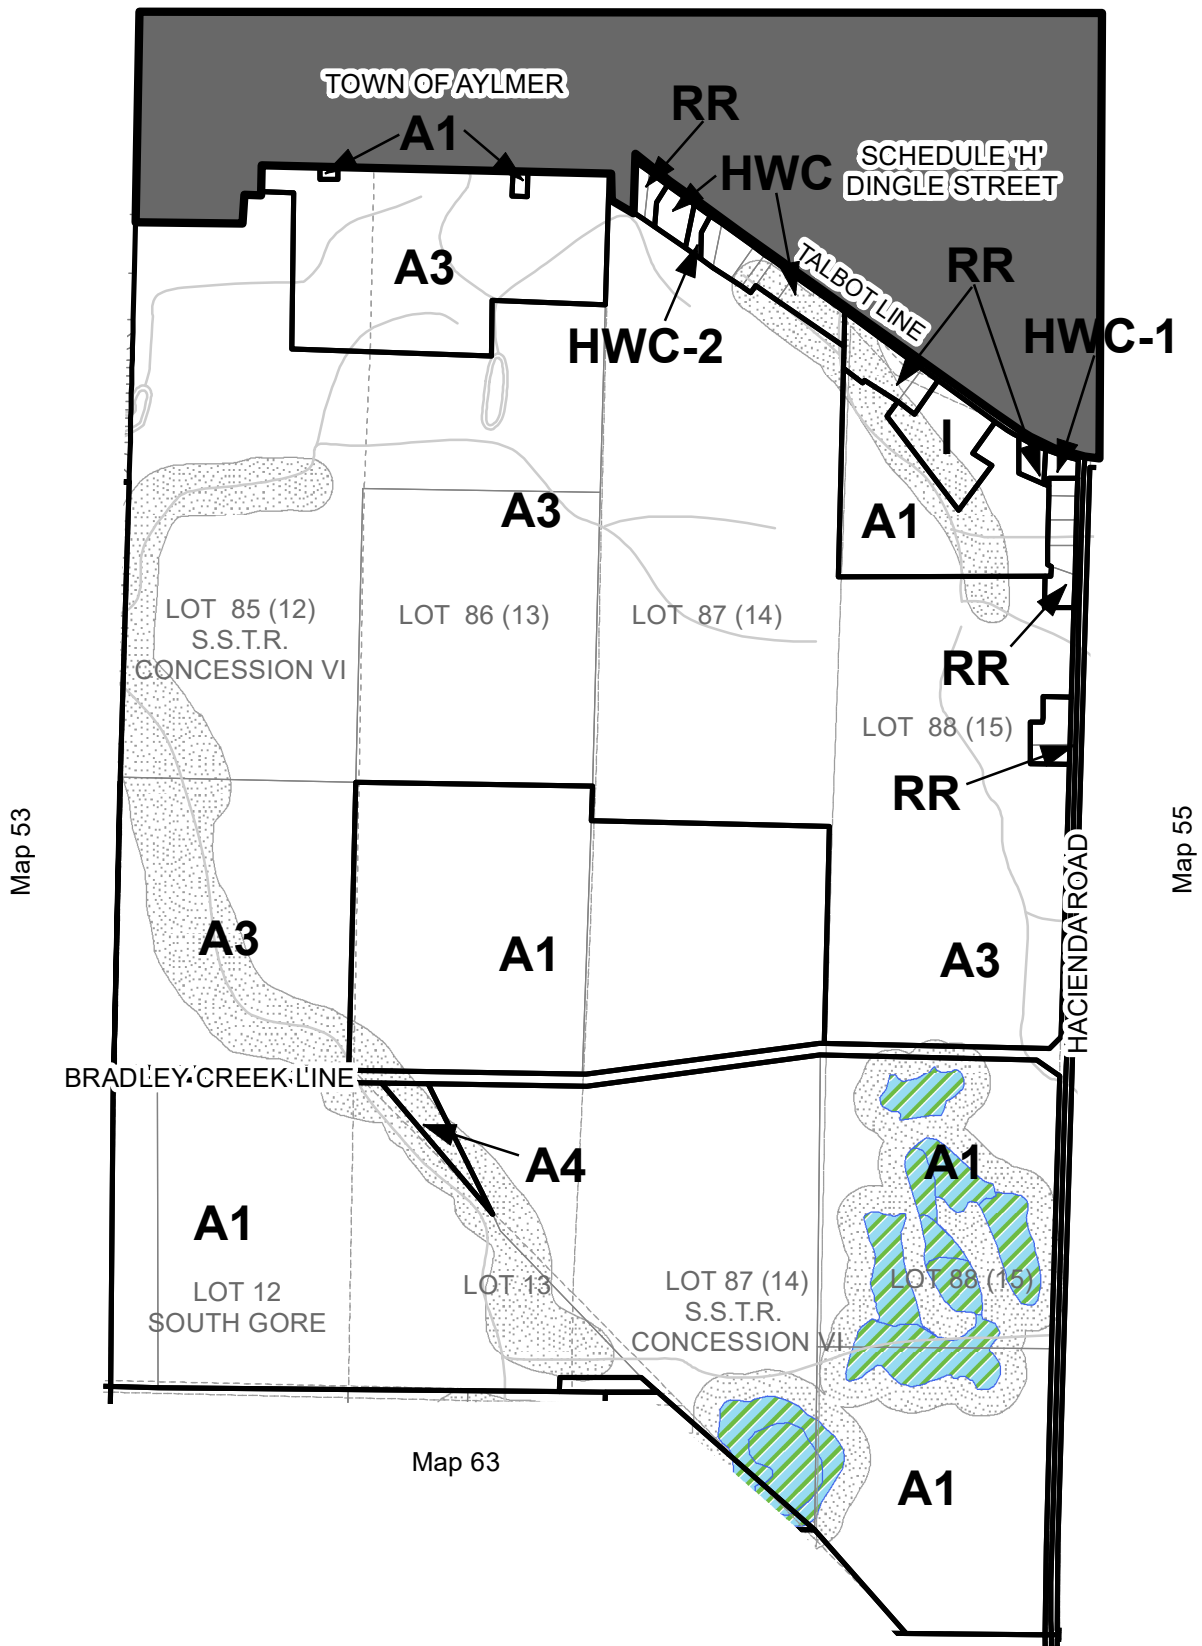 TOWN OF AYLMER
RR
A1
SCHEDULE 'H'
DINGLE STREET
HWC
TALBOT LINE
RR
A3
HWC-1
HWC-2
I
A3
A1
LOT 85 (12)
S.S.T.R.
CONCESSION VI
LOT 86 (13)
LOT 87 (14)
RR
LOT 88 (15)
RR
Map 53
Map 55
HACIENDA ROAD
A3
A1
A3
BRADLEY CREEK LINE
A4
A1
A1
LOT 12
SOUTH GORE
LOT 13
LOT 87 (14)
S.S.T.R.
CONCESSION VI
LOT 88 (15)
Map 63
A1